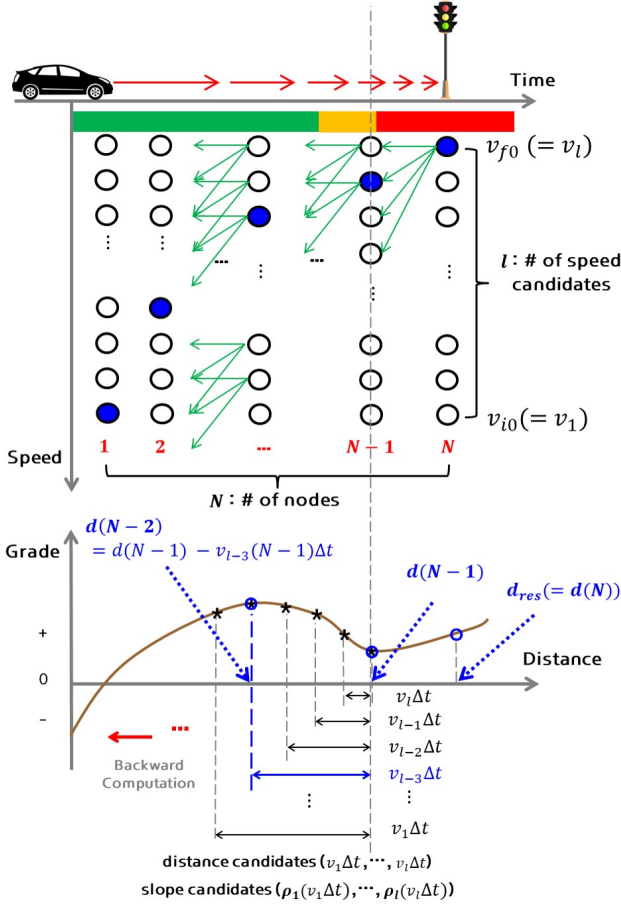 Time
v_{f0} (= v_l)
l : # of speed
candidates
v_{i0}(= v_1)
1 2 ... N − 1 N
Speed
N : # of nodes
d(N − 2)
= d(N − 1) − v_{l−3}(N − 1)Δt
Grade
d(N − 1)
d_{res}(= d(N))
+
Distance
0
−
v_lΔt
v_{l−1}Δt
v_{l−2}Δt
v_{l−3}Δt
v_1Δt
Backward
Computation
distance candidates (v_1Δt, ⋯ , v_lΔt)
slope candidates (ρ_1(v_1Δt), ⋯ , ρ_l(v_lΔt))